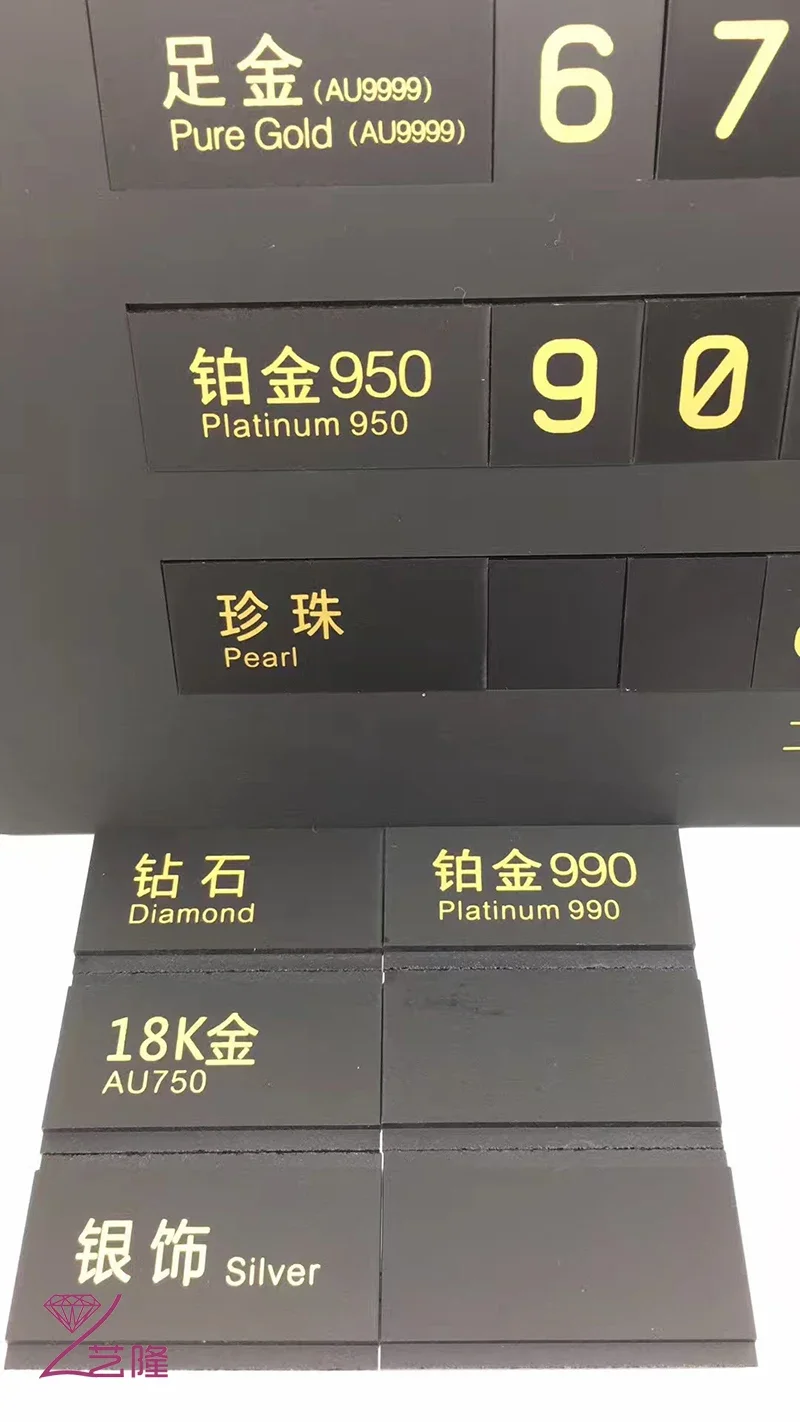 足金 (AU9999) 6 7
Pure Gold (AU9999)
铂金950 9 0
Platinum 950
珍珠
Pearl
钻石
Diamond
铂金990
Platinum 990
18K金
AU750
银饰 Silver
艺隆